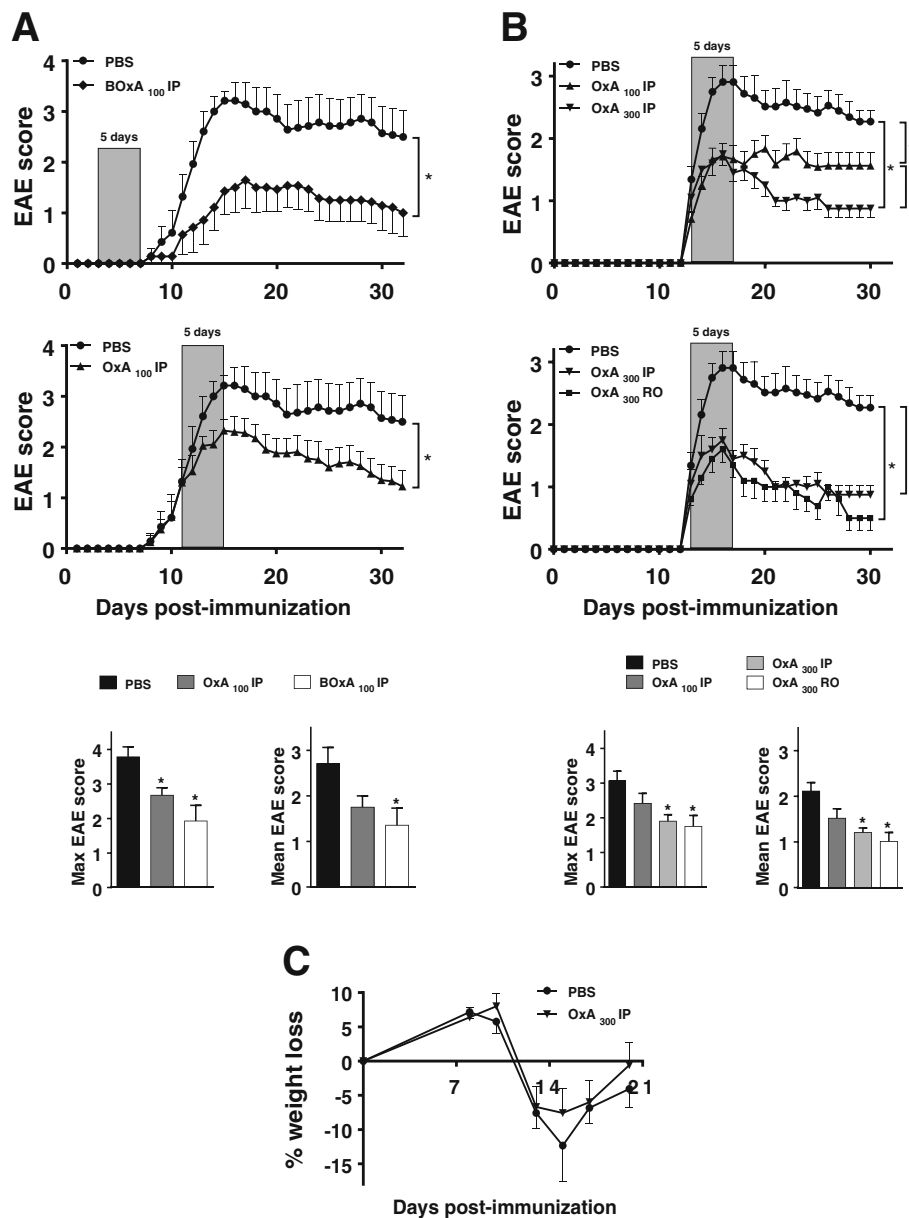 A
PBS
BOxA 100 IP
5 days
EAE score
4
3
2
1
0
0 10 20 30
PBS
OxA 100 IP
5 days
EAE score
4
3
2
1
0
*
*
0 10 20 30
Days post-immunization
B
PBS
OxA 100 IP
OxA 300 IP
5 days
EAE score
3
2
1
0
*
0 10 20 30
PBS
OxA 300 IP
OxA 300 RO
5 days
EAE score
3
2
1
0
*
0 10 20 30
Days post-immunization
PBS OxA 100 IP BOxA 100 IP
Max EAE score
4
3
2
1
0
* *
Mean EAE score
3
2
1
0
*
PBS OxA 300 IP
OxA 100 IP OxA 300 RO
Max EAE score
4
3
2
1
0
* *
Mean EAE score
3
2
1
0
* *
C
PBS
OxA 300 IP
% weight loss
10
5
0
-5
-10
-15
7 14 21
Days post-immunization